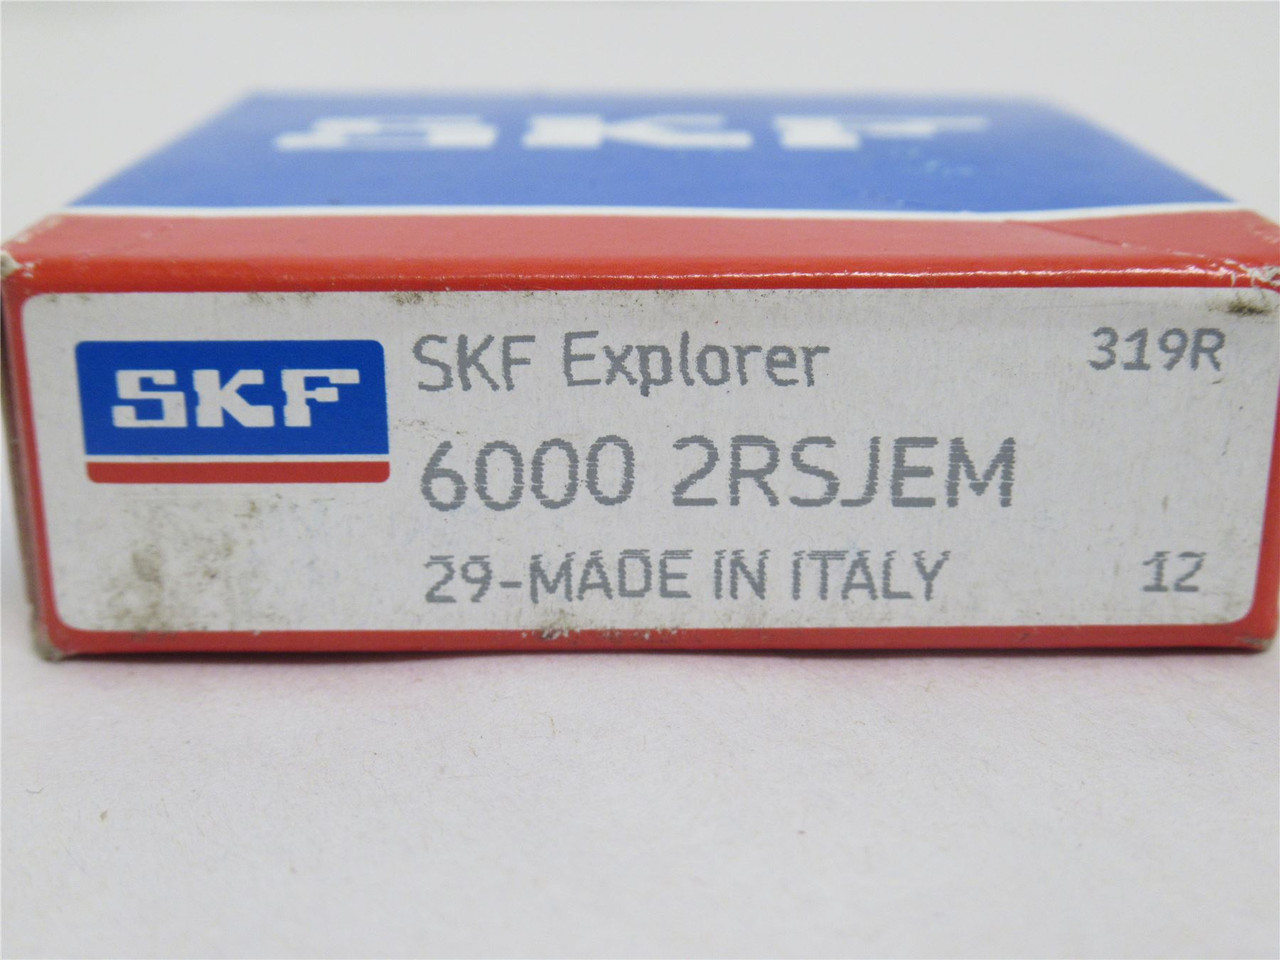 SKF
SKF
SKF Explorer
319R
6000 2RSJEM
29-MADE IN ITALY
12